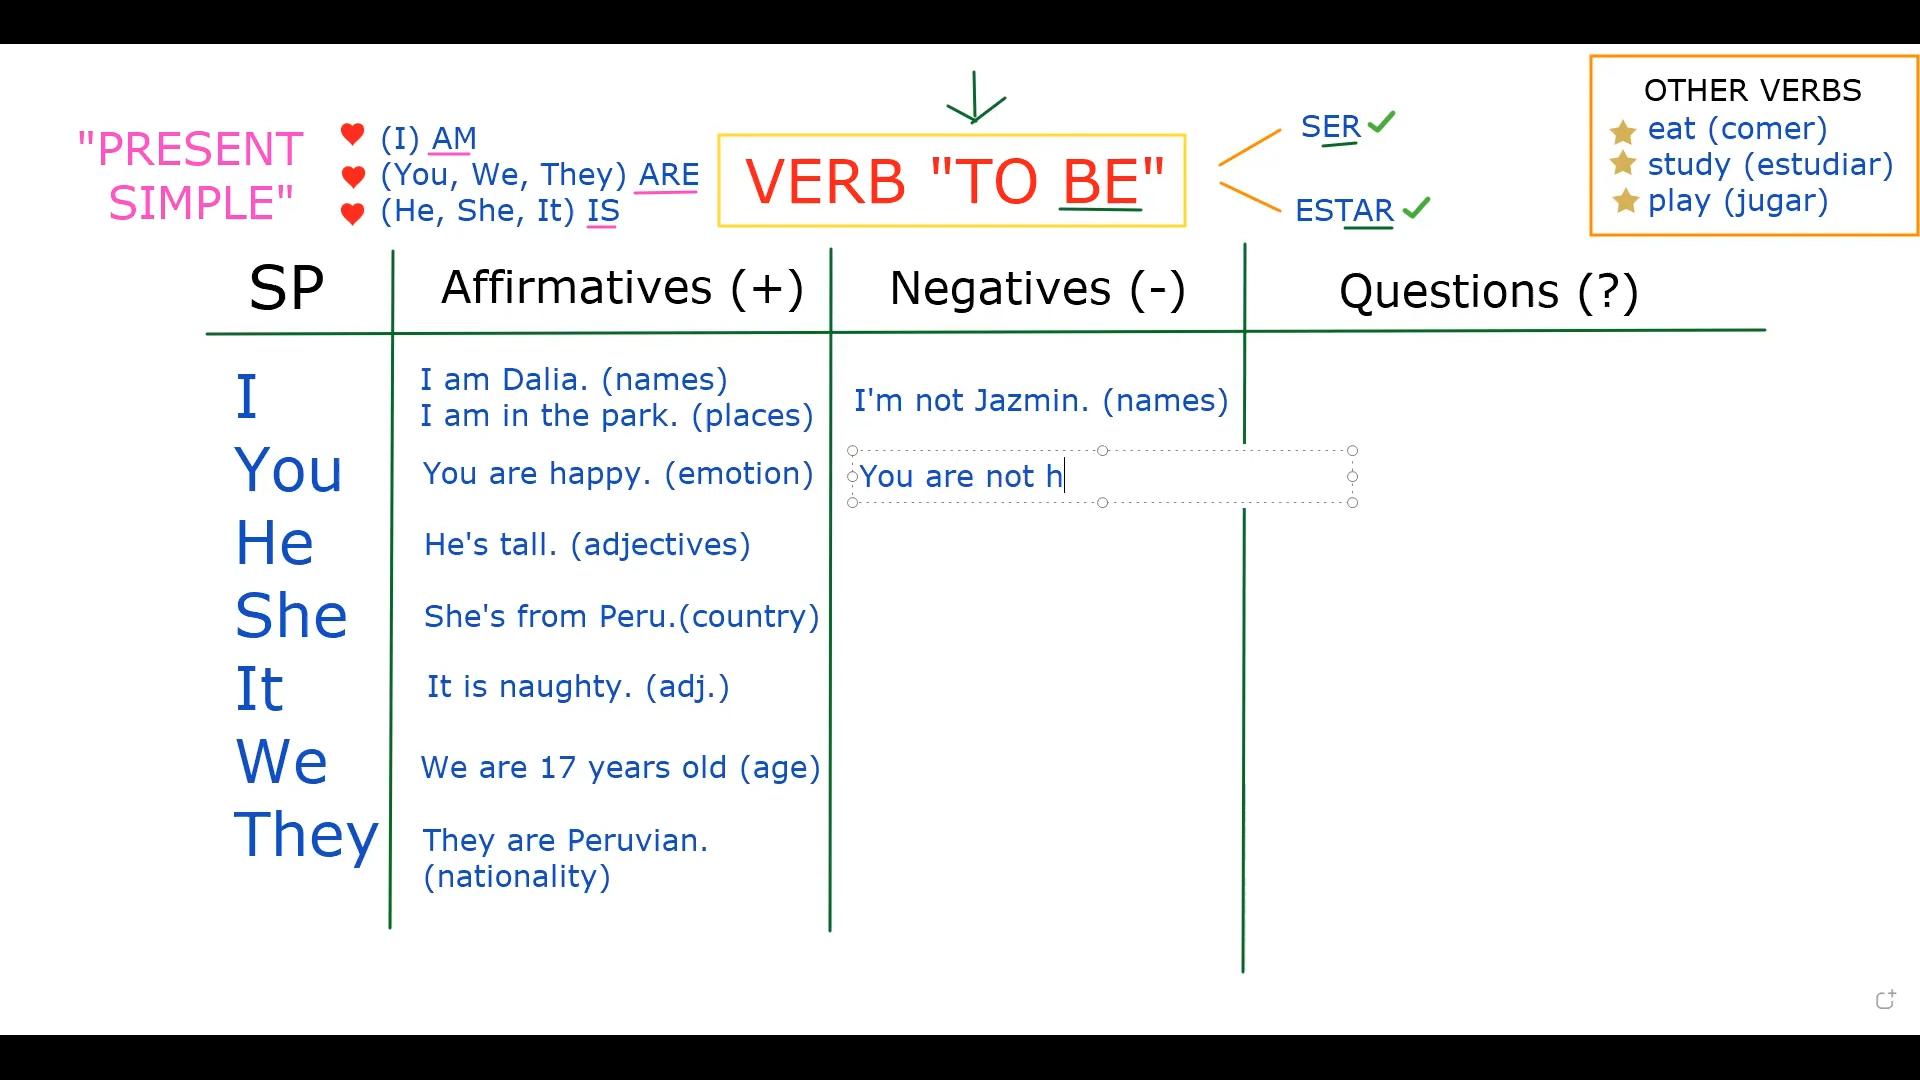 "PRESENT
SIMPLE"
(I) AM
(You, We, They) ARE
(He, She, It) IS
VERB "TO BE"
SER
ESTAR
OTHER VERBS
eat (comer)
study (estudiar)
play (jugar)
SP
Affirmatives (+)
Negatives (-)
Questions (?)
I
I am Dalia. (names)
I am in the park. (places)
I'm not Jazmin. (names)
You
You are happy. (emotion)
You are not h
He
He's tall. (adjectives)
She
She's from Peru.(country)
It
It is naughty. (adj.)
We
We are 17 years old (age)
They
They are Peruvian.
(nationality)